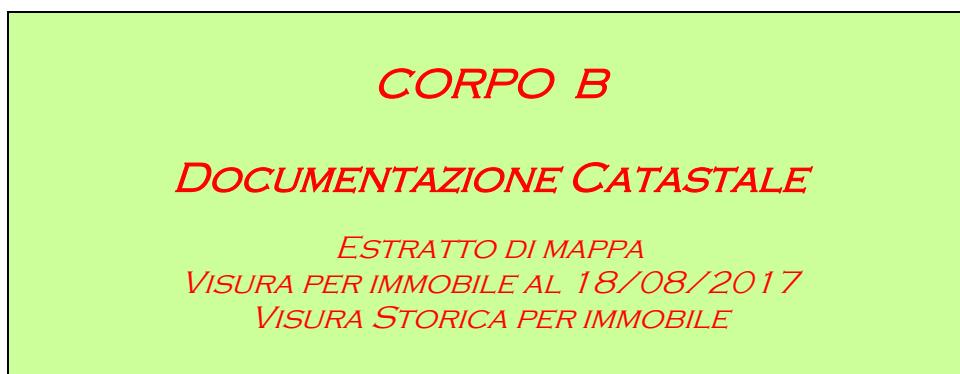 CORPO B
DOCUMENTAZIONE CATASTALE
ESTRATTO DI MAPPA
VISURA PER IMMOBILE AL 18/08/2017
VISURA STORICA PER IMMOBILE